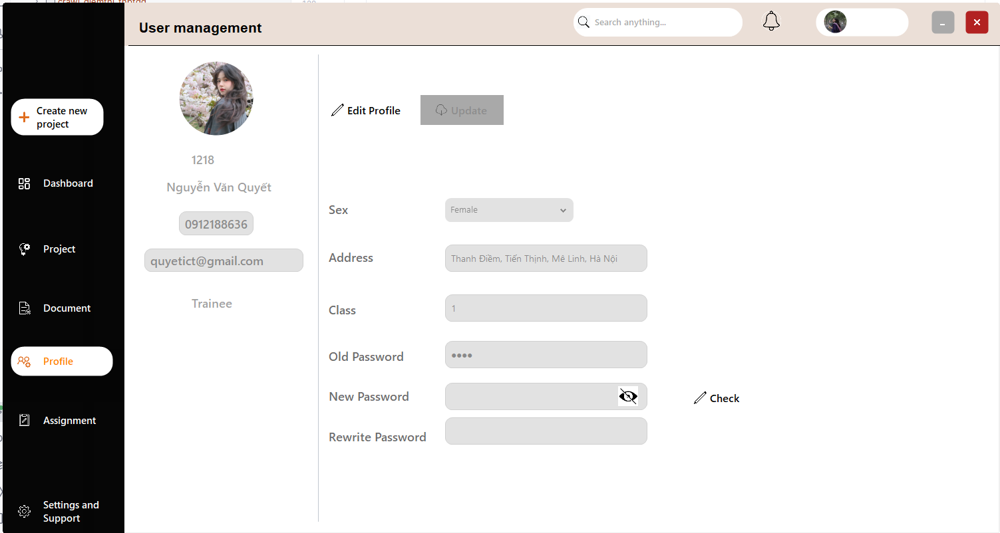 User management
Search anything...
Create new
project
Dashboard
Project
Document
Profile
Assignment
Settings and
Support
1218
Nguyễn Văn Quyết
0912188636
quyetict@gmail.com
Trainee
Edit Profile
Update
Sex
Female
Address
Thanh Điềm, Tiến Thịnh, Mê Linh, Hà Nội
Class
1
Old Password
••••
New Password
Check
Rewrite Password